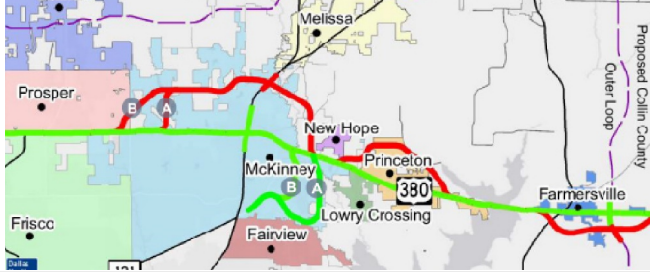 Melissa
Prosper
B
A
New Hope
McKinney
Princeton
B
A
380
Farmersville
Lowry Crossing
Frisco
Fairview
Proposed Collin County
Outer Loop
Dallas